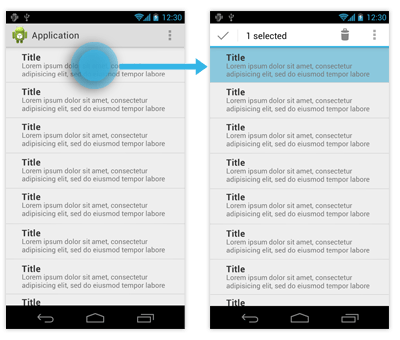 12:30
Application
Title
Lorem ipsum dolor sit amet, consectetur
adipisicing elit, sed do eiusmod tempor labore
Title
Lorem ipsum dolor sit amet, consectetur
adipisicing elit, sed do eiusmod tempor labore
Title
Lorem ipsum dolor sit amet, consectetur
adipisicing elit, sed do eiusmod tempor labore
Title
Lorem ipsum dolor sit amet, consectetur
adipisicing elit, sed do eiusmod tempor labore
Title
Lorem ipsum dolor sit amet, consectetur
adipisicing elit, sed do eiusmod tempor labore
Title
Lorem ipsum dolor sit amet, consectetur
adipisicing elit, sed do eiusmod tempor labore
Title
Lorem ipsum dolor sit amet, consectetur
adipisicing elit, sed do eiusmod tempor labore
Title
12:30
1 selected
Title
Lorem ipsum dolor sit amet, consectetur
adipisicing elit, sed do eiusmod tempor labore
Title
Lorem ipsum dolor sit amet, consectetur
adipisicing elit, sed do eiusmod tempor labore
Title
Lorem ipsum dolor sit amet, consectetur
adipisicing elit, sed do eiusmod tempor labore
Title
Lorem ipsum dolor sit amet, consectetur
adipisicing elit, sed do eiusmod tempor labore
Title
Lorem ipsum dolor sit amet, consectetur
adipisicing elit, sed do eiusmod tempor labore
Title
Lorem ipsum dolor sit amet, consectetur
adipisicing elit, sed do eiusmod tempor labore
Title
Lorem ipsum dolor sit amet, consectetur
adipisicing elit, sed do eiusmod tempor labore
Title